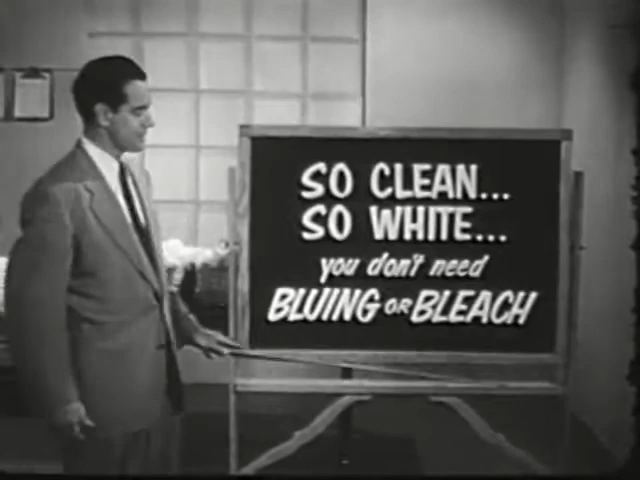 SO CLEAN...
SO WHITE...
you don't need
BLUING OR BLEACH